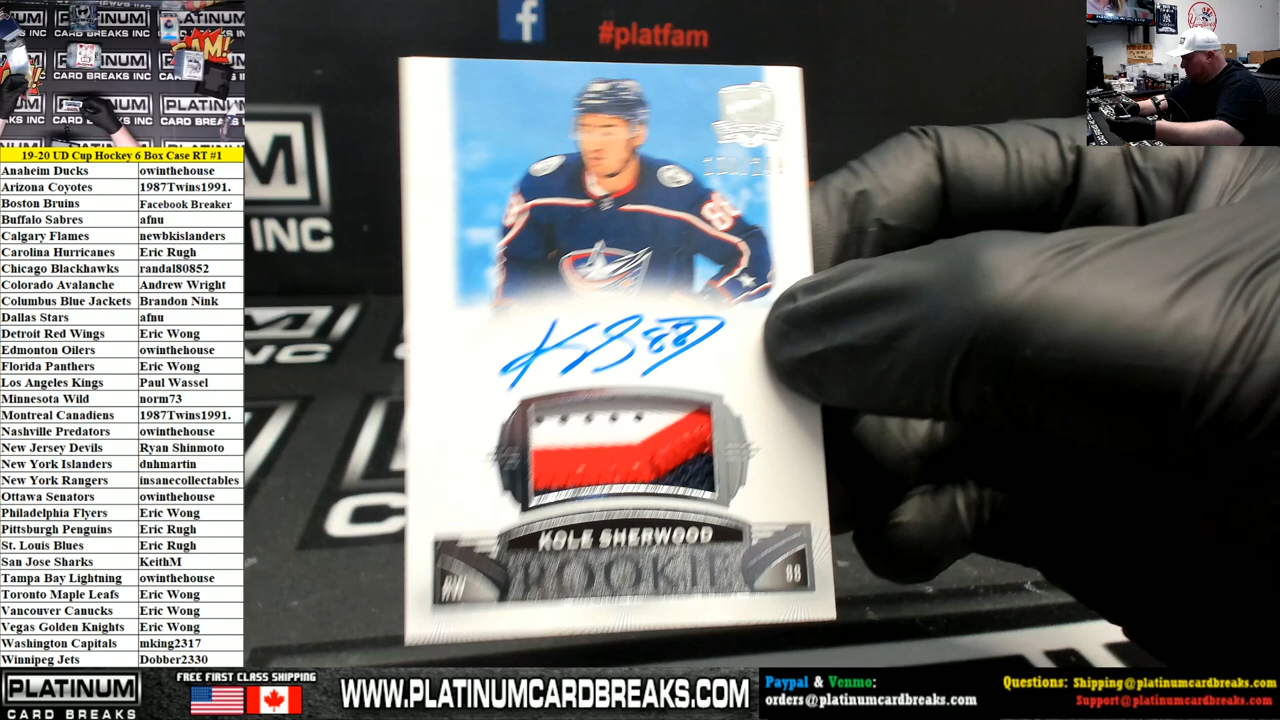 PLATINUM
CARD BREAKS INC
#platfam
19-20 UD Cup Hockey 6 Box Case RT #1
Anaheim Ducks owinthehouse
Arizona Coyotes 1987Twins1991.
Boston Bruins Facebook Breaker
Buffalo Sabres afnu
Calgary Flames newbkislanders
Carolina Hurricanes Eric Rugh
Chicago Blackhawks randal80852
Colorado Avalanche Andrew Wright
Columbus Blue Jackets Brandon Nink
Dallas Stars afnu
Detroit Red Wings Eric Wong
Edmonton Oilers owinthehouse
Florida Panthers Eric Wong
Los Angeles Kings Paul Wassel
Minnesota Wild norm73
Montreal Canadiens 1987Twins1991.
Nashville Predators owinthehouse
New Jersey Devils Ryan Shinmoto
New York Islanders dnhmartin
New York Rangers insanecollectables
Ottawa Senators owinthehouse
Philadelphia Flyers Eric Wong
Pittsburgh Penguins Eric Rugh
St. Louis Blues Eric Rugh
San Jose Sharks KeithM
Tampa Bay Lightning owinthehouse
Toronto Maple Leafs Eric Wong
Vancouver Canucks Eric Wong
Vegas Golden Knights Eric Wong
Washington Capitals mking2317
Winnipeg Jets Dobber2330
INC
KOLE SHERWOOD
ROOKIE
RW
88
PLATINUM
CARD BREAKS
FREE FIRST CLASS SHIPPING
WWW.PLATINUMCARDBREAKS.COM
Paypal & Venmo:
orders@platinumcardbreaks.com
Questions: Shipping@platinumcardbreaks.com
Support@platinumcardbreaks.com